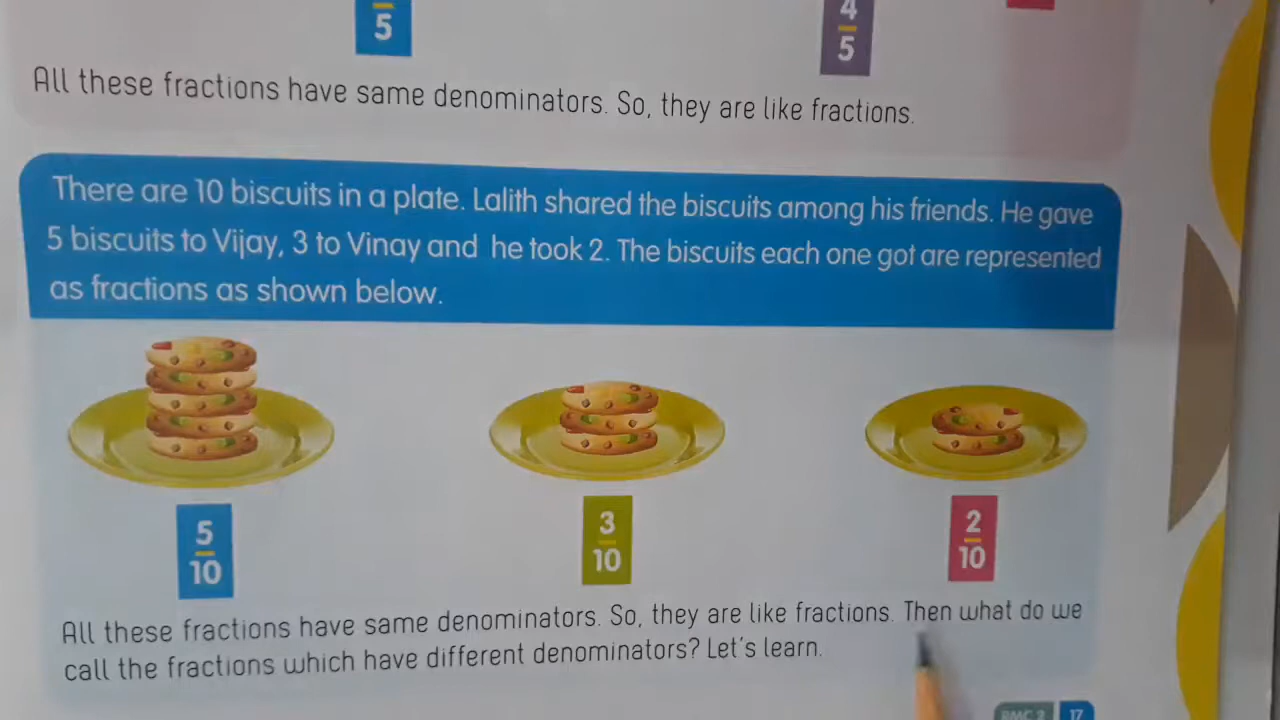 5
4
5
All these fractions have same denominators. So, they are like fractions.
There are 10 biscuits in a plate. Lalith shared the biscuits among his friends. He gave
5 biscuits to Vijay, 3 to Vinay and he took 2. The biscuits each one got are represented
as fractions as shown below.
5
10
3
10
2
10
All these fractions have same denominators. So, they are like fractions. Then what do we
call the fractions which have different denominators? Let's learn.
17